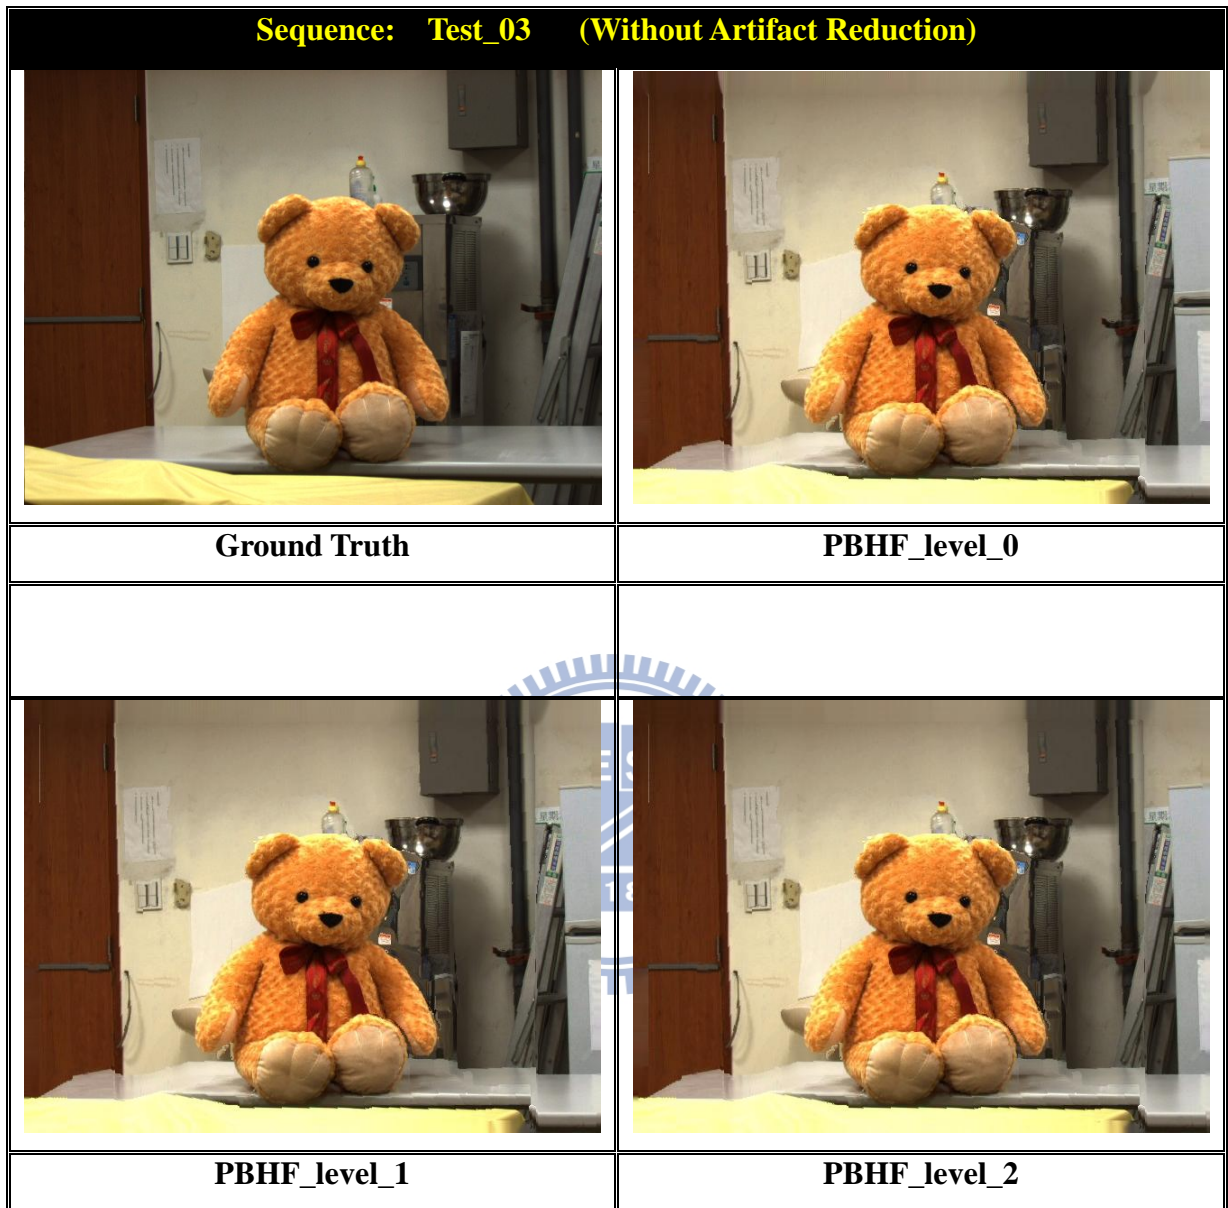 Sequence: Test_03 (Without Artifact Reduction)
Ground Truth
PBHF_level_0
PBHF_level_1
PBHF_level_2